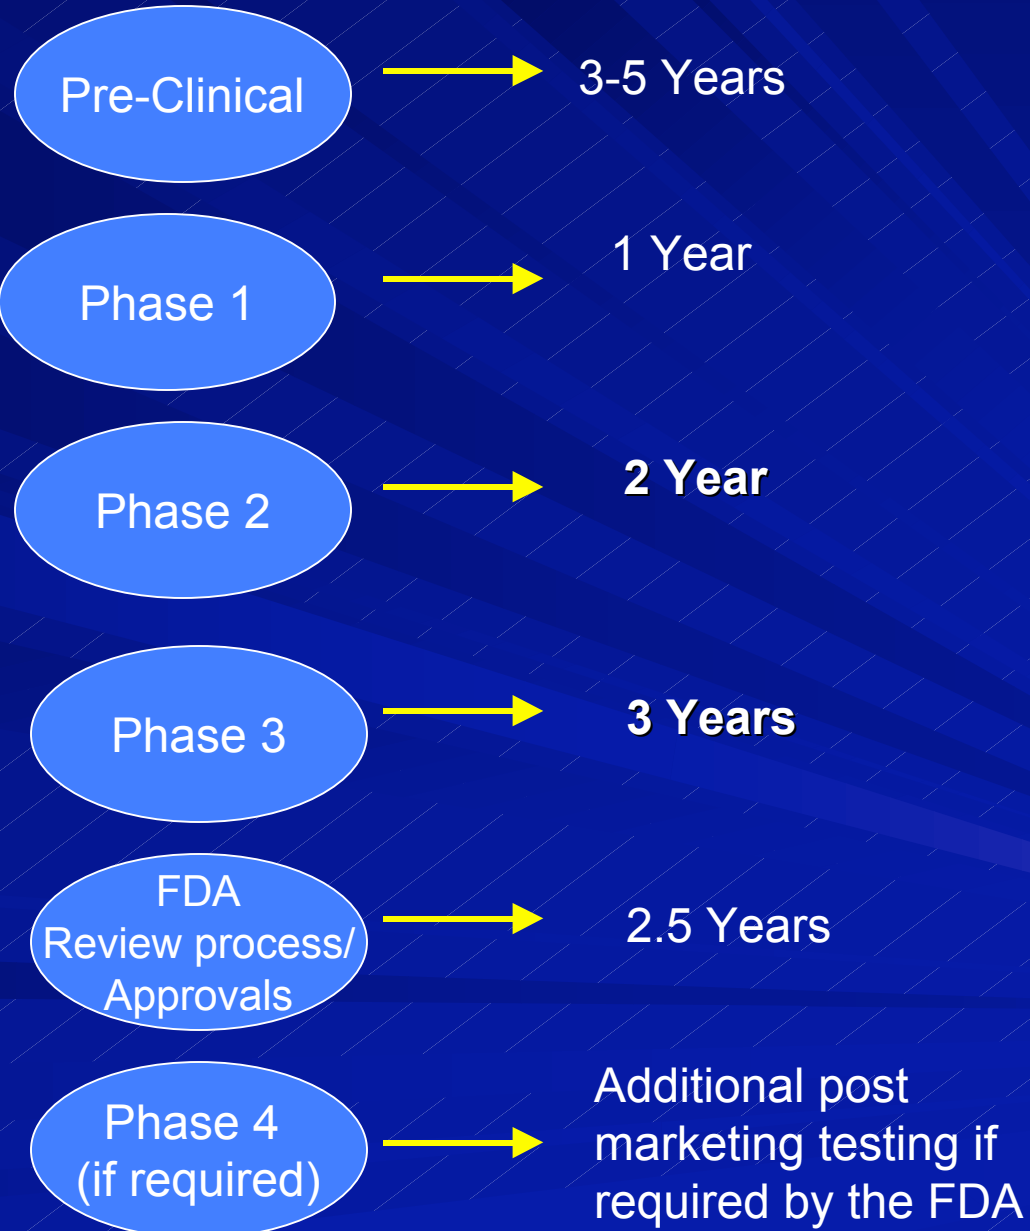 Pre-Clinical
3-5 Years
Phase 1
1 Year
Phase 2
2 Year
Phase 3
3 Years
FDA
Review process/
Approvals
2.5 Years
Phase 4
(if required)
Additional post
marketing testing if
required by the FDA